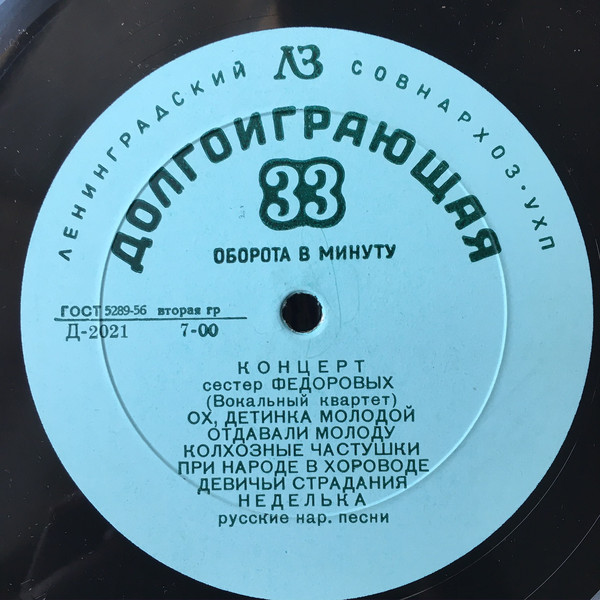 ЛЕНИНГРАДСКИЙ ЛЗ СОВНАРХОЗ·УХП
ДОЛГОИГРАЮЩАЯ
33
ОБОРОТА В МИНУТУ
ГОСТ 5289-56 вторая гр
Д-2021 7-00
КОНЦЕРТ
сестер ФЕДОРОВЫХ
(Вокальный квартет)
ОХ, ДЕТИНКА МОЛОДОЙ
ОТДАВАЛИ МОЛОДУ
КОЛХОЗНЫЕ ЧАСТУШКИ
ПРИ НАРОДЕ В ХОРОВОДЕ
ДЕВИЧЬИ СТРАДАНИЯ
НЕДЕЛЬКА
русские нар. песни